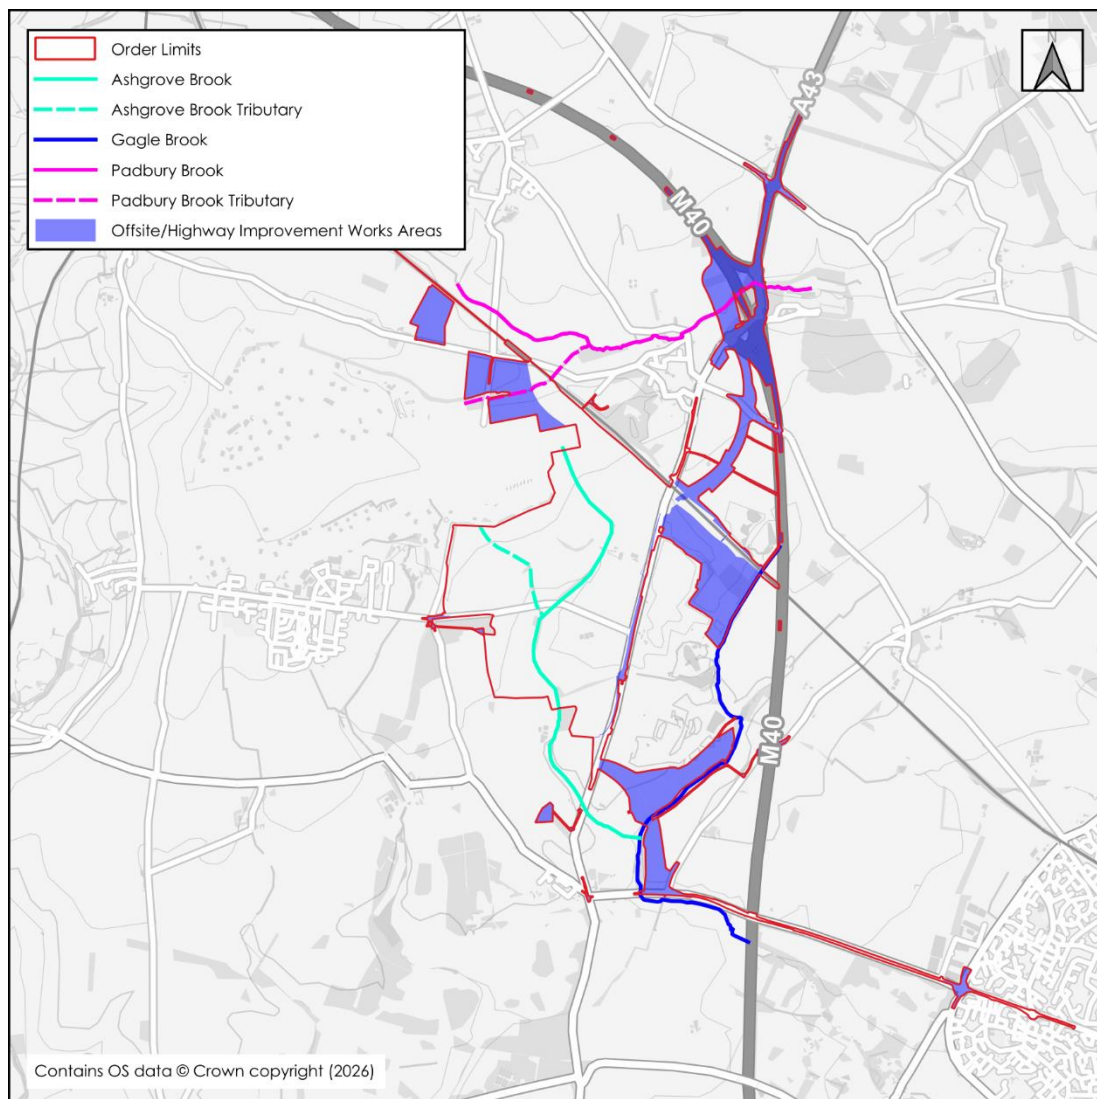 Order Limits
Ashgrove Brook
Ashgrove Brook Tributary
Gagle Brook
Padbury Brook
Padbury Brook Tributary
Offsite/Highway Improvement Works Areas
N
A43
M40
M40
Contains OS data © Crown copyright (2026)